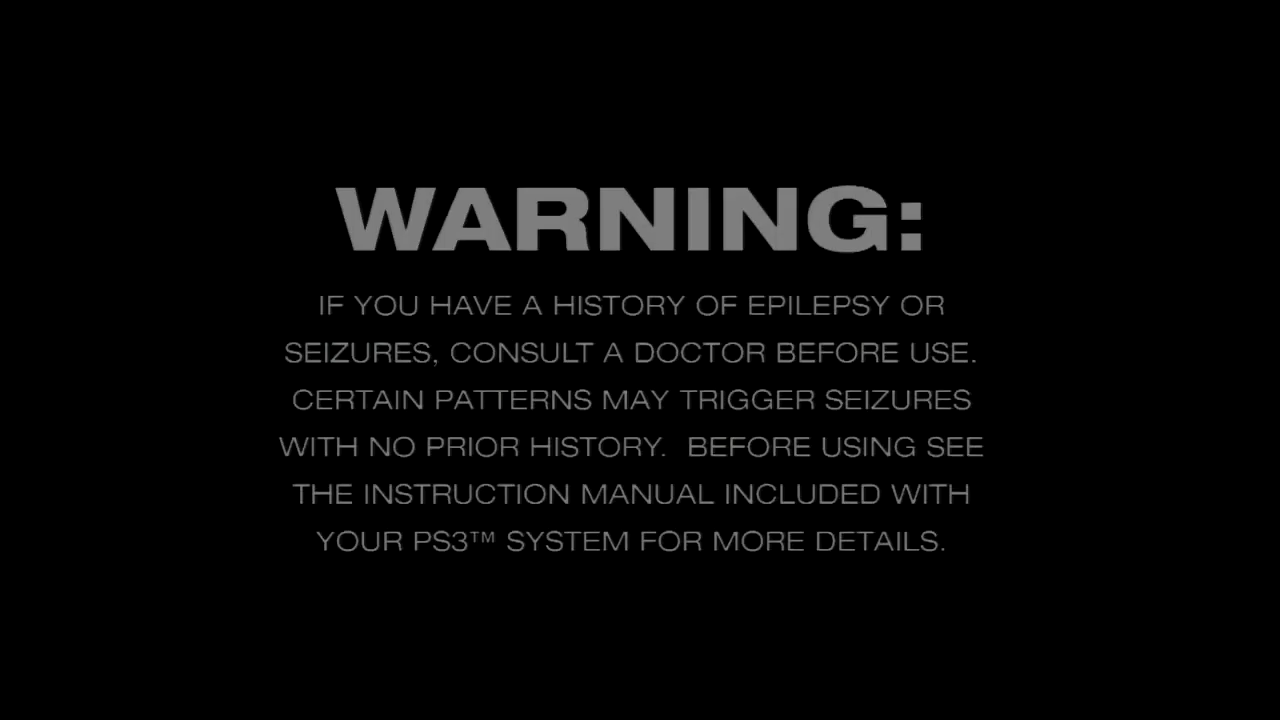 WARNING:
IF YOU HAVE A HISTORY OF EPILEPSY OR
SEIZURES, CONSULT A DOCTOR BEFORE USE.
CERTAIN PATTERNS MAY TRIGGER SEIZURES
WITH NO PRIOR HISTORY.  BEFORE USING SEE
THE INSTRUCTION MANUAL INCLUDED WITH
YOUR PS3™ SYSTEM FOR MORE DETAILS.